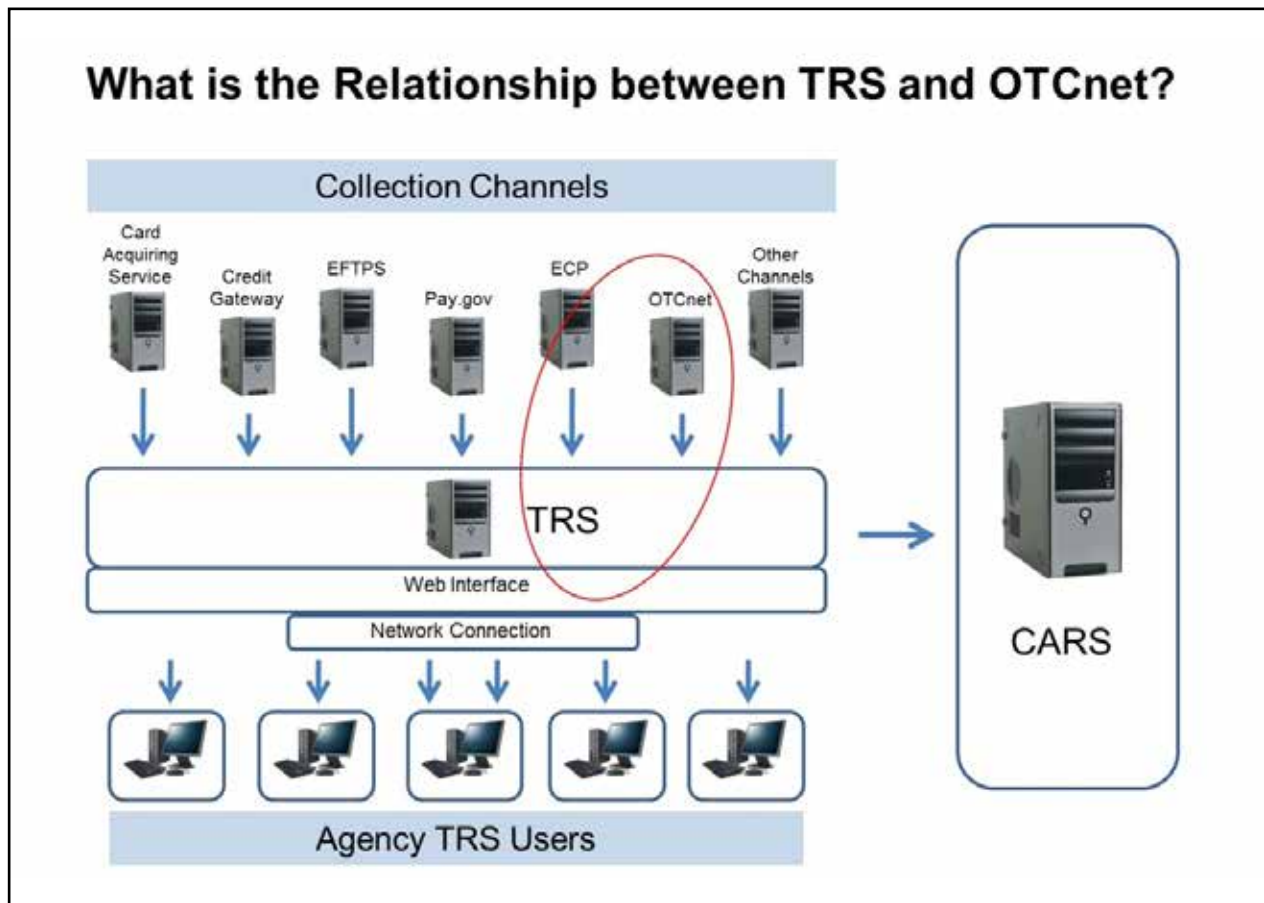 What is the Relationship between TRS and OTCnet?
Collection Channels
Card
Acquiring
Service
Credit
Gateway
EFTPS
Pay.gov
ECP
OTCnet
Other
Channels
TRS
Web Interface
Network Connection
CARS
Agency TRS Users